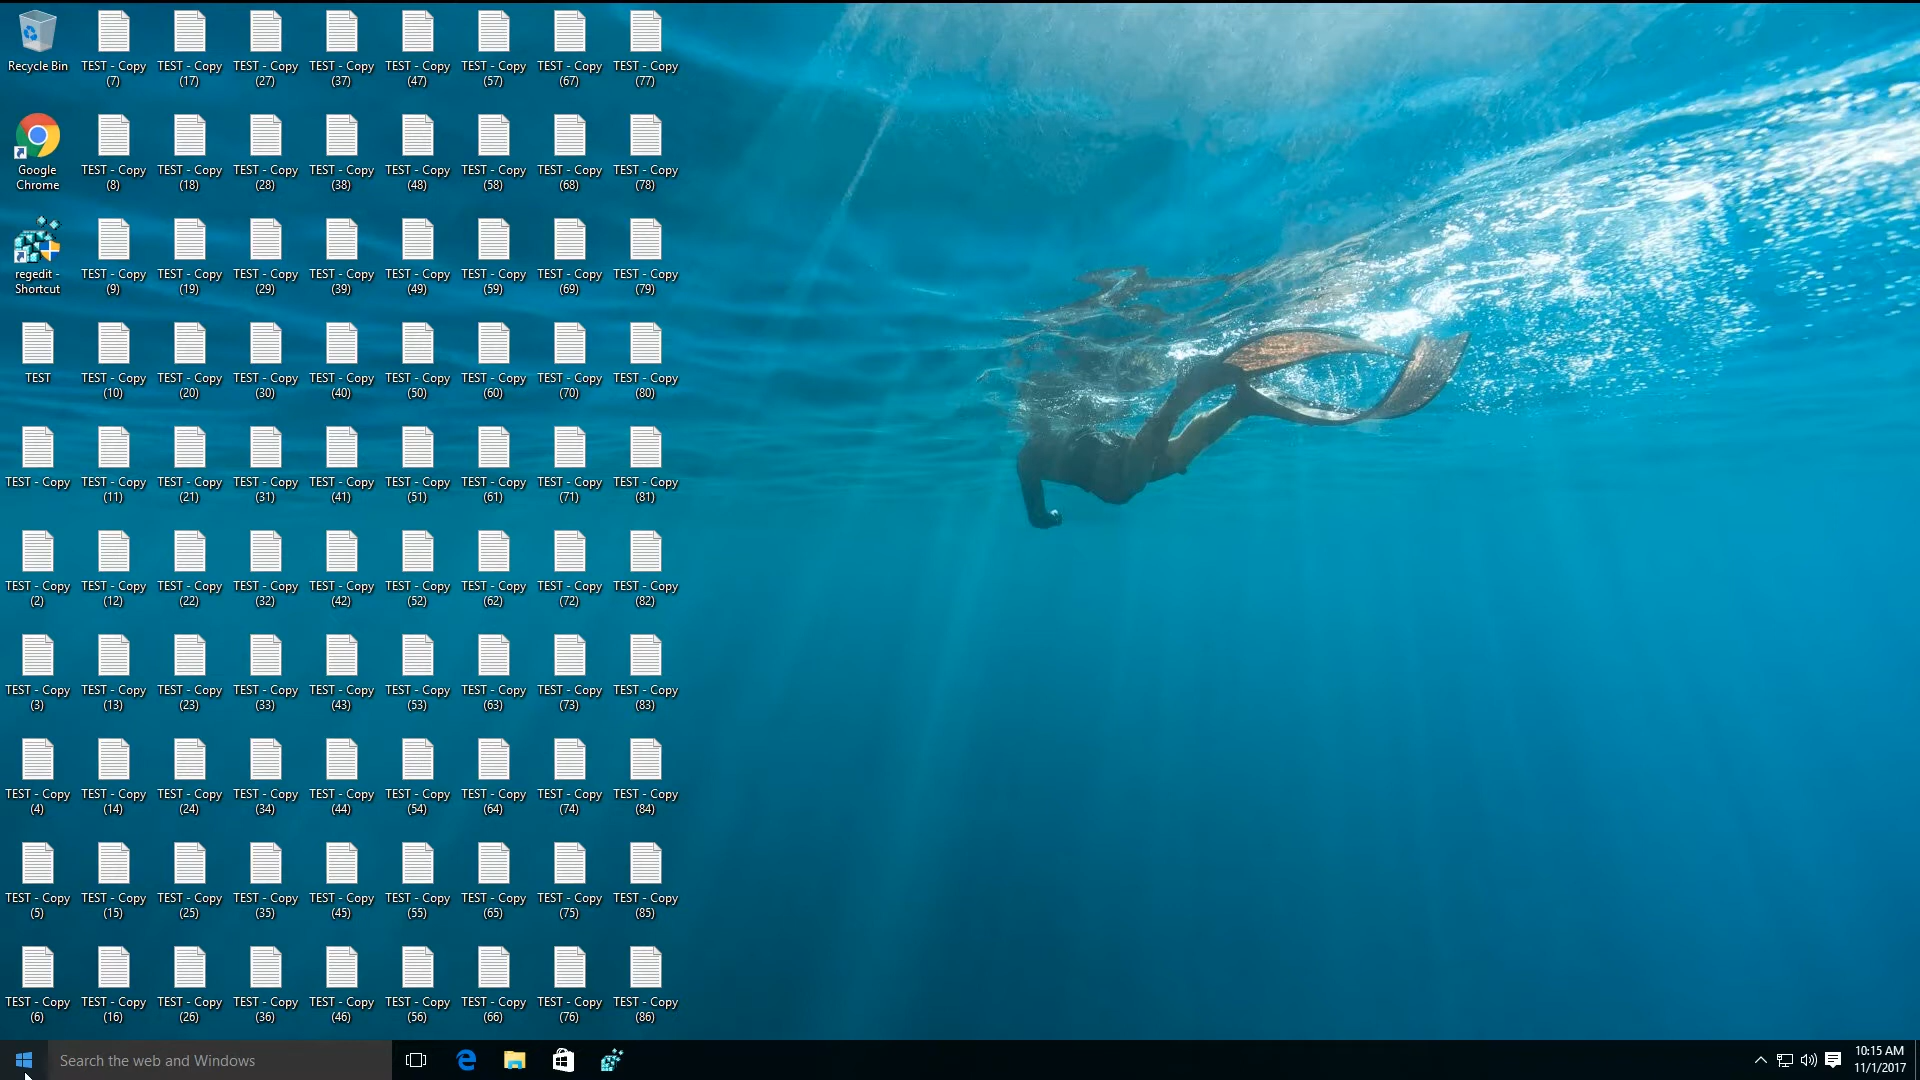 Recycle Bin
Google
Chrome
regedit -
Shortcut
TEST
TEST - Copy
TEST - Copy
(2)
TEST - Copy
(3)
TEST - Copy
(4)
TEST - Copy
(5)
TEST - Copy
(6)
TEST - Copy
(7)
TEST - Copy
(8)
TEST - Copy
(9)
TEST - Copy
(10)
TEST - Copy
(11)
TEST - Copy
(12)
TEST - Copy
(13)
TEST - Copy
(14)
TEST - Copy
(15)
TEST - Copy
(16)
TEST - Copy
(17)
TEST - Copy
(18)
TEST - Copy
(19)
TEST - Copy
(20)
TEST - Copy
(21)
TEST - Copy
(22)
TEST - Copy
(23)
TEST - Copy
(24)
TEST - Copy
(25)
TEST - Copy
(26)
TEST - Copy
(27)
TEST - Copy
(28)
TEST - Copy
(29)
TEST - Copy
(30)
TEST - Copy
(31)
TEST - Copy
(32)
TEST - Copy
(33)
TEST - Copy
(34)
TEST - Copy
(35)
TEST - Copy
(36)
TEST - Copy
(37)
TEST - Copy
(38)
TEST - Copy
(39)
TEST - Copy
(40)
TEST - Copy
(41)
TEST - Copy
(42)
TEST - Copy
(43)
TEST - Copy
(44)
TEST - Copy
(45)
TEST - Copy
(46)
TEST - Copy
(47)
TEST - Copy
(48)
TEST - Copy
(49)
TEST - Copy
(50)
TEST - Copy
(51)
TEST - Copy
(52)
TEST - Copy
(53)
TEST - Copy
(54)
TEST - Copy
(55)
TEST - Copy
(56)
TEST - Copy
(57)
TEST - Copy
(58)
TEST - Copy
(59)
TEST - Copy
(60)
TEST - Copy
(61)
TEST - Copy
(62)
TEST - Copy
(63)
TEST - Copy
(64)
TEST - Copy
(65)
TEST - Copy
(66)
TEST - Copy
(67)
TEST - Copy
(68)
TEST - Copy
(69)
TEST - Copy
(70)
TEST - Copy
(71)
TEST - Copy
(72)
TEST - Copy
(73)
TEST - Copy
(74)
TEST - Copy
(75)
TEST - Copy
(76)
TEST - Copy
(77)
TEST - Copy
(78)
TEST - Copy
(79)
TEST - Copy
(80)
TEST - Copy
(81)
TEST - Copy
(82)
TEST - Copy
(83)
TEST - Copy
(84)
TEST - Copy
(85)
TEST - Copy
(86)
Search the web and Windows
10:15 AM
11/1/2017